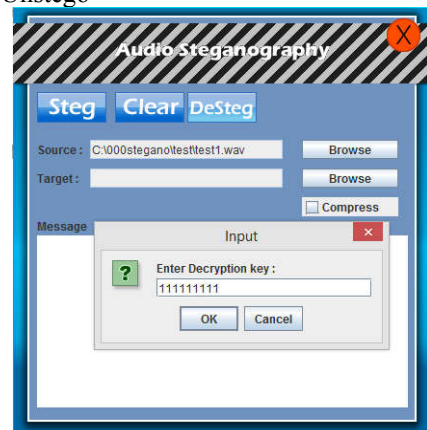 Audio Steganography
X
Steg Clear DeSteg
Source : C:\000stegano\test\test1.wav Browse
Target : Browse
Compress
Message
Input
×
?
Enter Decryption key :
111111111
OK Cancel